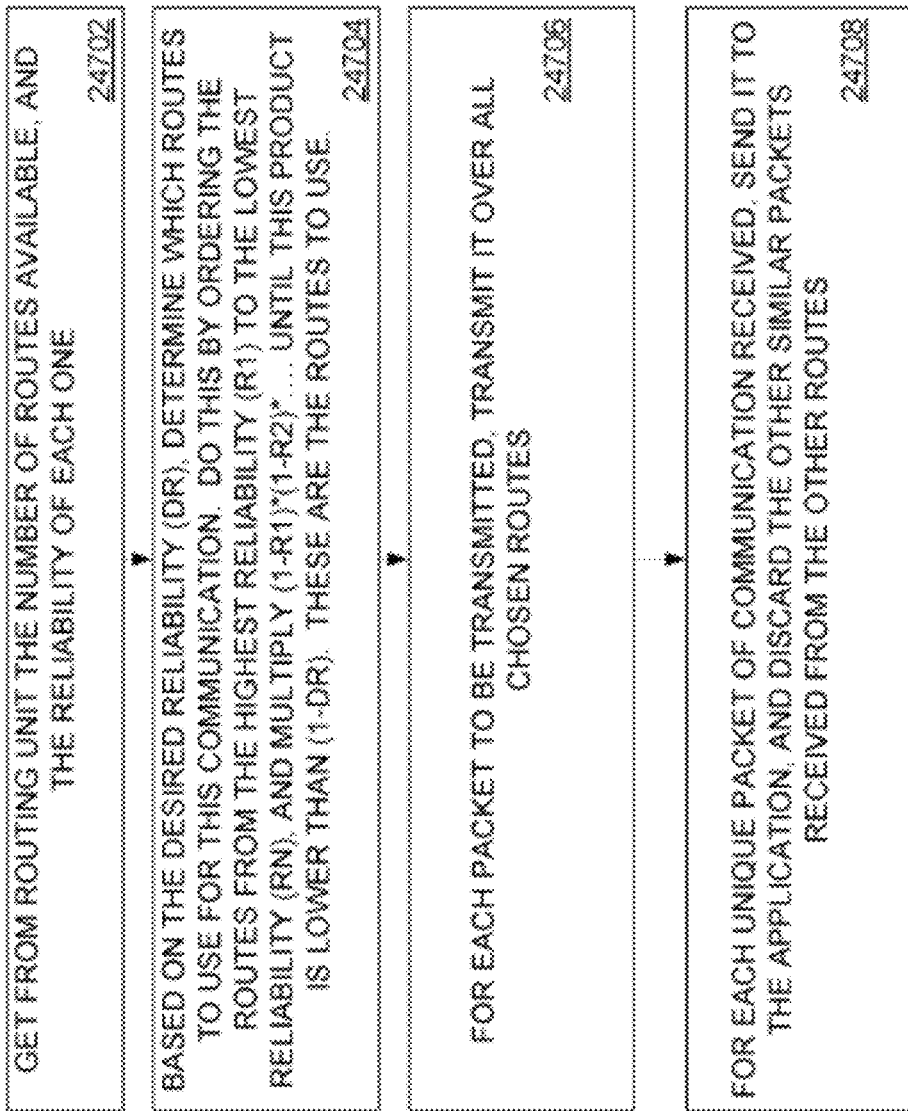 GET FROM ROUTING UNIT THE NUMBER OF ROUTES AVAILABLE, AND
THE RELIABILITY OF EACH ONE
24702
BASED ON THE DESIRED RELIABILITY (DR), DETERMINE WHICH ROUTES
TO USE FOR THIS COMMUNICATION. DO THIS BY ORDERING THE
ROUTES FROM THE HIGHEST RELIABILITY (R1) TO THE LOWEST
RELIABILITY (RN), AND MULTIPLY (1-R1)*(1-R2)*.... UNTIL THIS PRODUCT
IS LOWER THAN (1-DR). THESE ARE THE ROUTES TO USE.
24704
FOR EACH PACKET TO BE TRANSMITTED, TRANSMIT IT OVER ALL
CHOSEN ROUTES
24706
FOR EACH UNIQUE PACKET OF COMMUNICATION RECEIVED, SEND IT TO
THE APPLICATION, AND DISCARD THE OTHER SIMILAR PACKETS
RECEIVED FROM THE OTHER ROUTES
24708